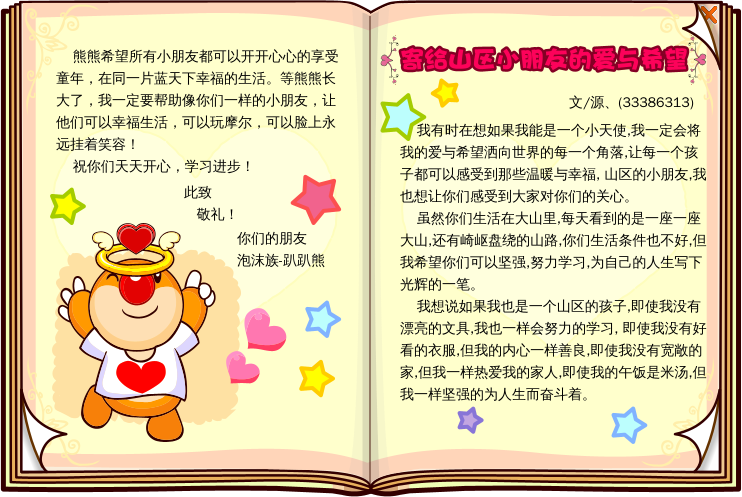 熊熊希望所有小朋友都可以开开心心的享受
童年，在同一片蓝天下幸福的生活。等熊熊长
大了，我一定要帮助像你们一样的小朋友，让
他们可以幸福生活，可以玩摩尔，可以脸上永
远挂着笑容！
祝你们天天开心，学习进步！
此致
敬礼！
你们的朋友
泡沫族-趴趴熊
寄给山区小朋友的爱与希望
文/源、(33386313)
我有时在想如果我能是一个小天使,我一定会将
我的爱与希望洒向世界的每一个角落,让每一个孩
子都可以感受到那些温暖与幸福, 山区的小朋友,我
也想让你们感受到大家对你们的关心。
虽然你们生活在大山里,每天看到的是一座一座
大山,还有崎岖盘绕的山路,你们生活条件也不好,但
我希望你们可以坚强,努力学习,为自己的人生写下
光辉的一笔。
我想说如果我也是一个山区的孩子,即使我没有
漂亮的文具,我也一样会努力的学习, 即使我没有好
看的衣服,但我的内心一样善良,即使我没有宽敞的
家,但我一样热爱我的家人,即使我的午饭是米汤,但
我一样坚强的为人生而奋斗着。